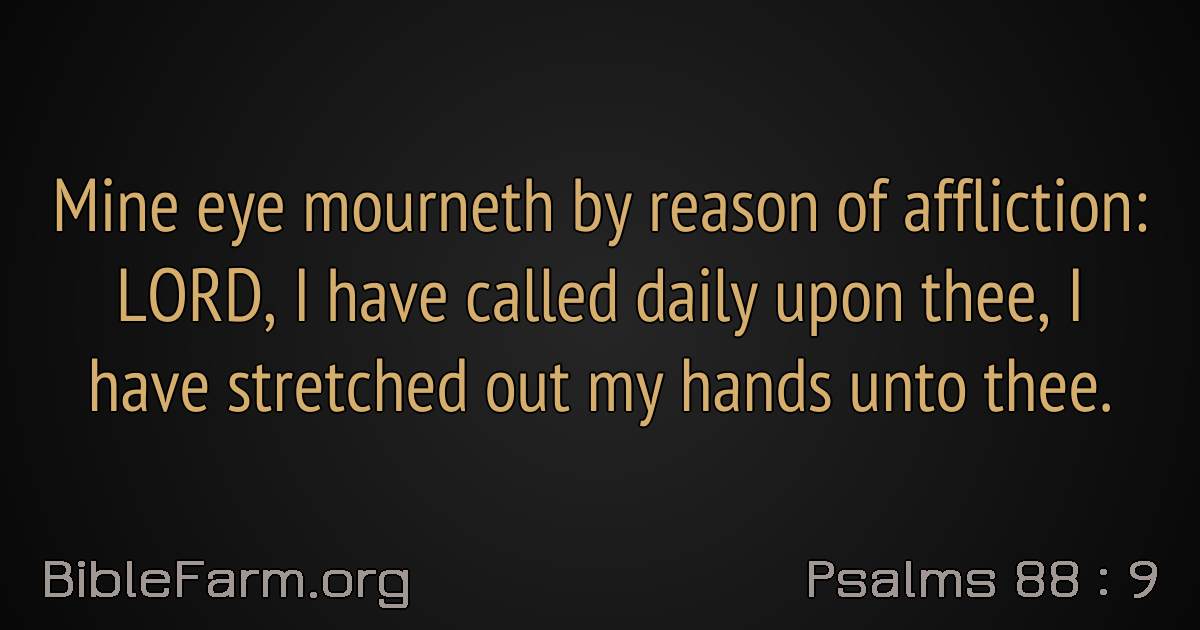 Mine eye mourneth by reason of affliction:
LORD, I have called daily upon thee, I
have stretched out my hands unto thee.
BibleFarm.org
Psalms 88 : 9